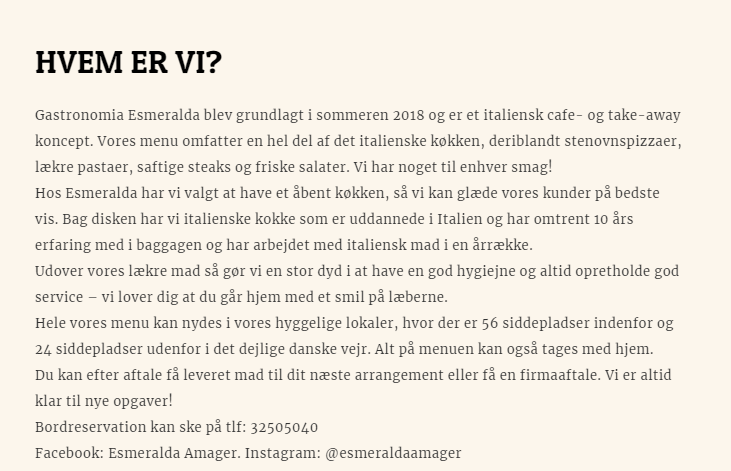 HVEM ER VI?
Gastronomia Esmeralda blev grundlagt i sommeren 2018 og er et italiensk cafe- og take-away
koncept. Vores menu omfatter en hel del af det italienske køkken, deriblandt stenovnspizzaer,
lækre pastaer, saftige steaks og friske salater. Vi har noget til enhver smag!
Hos Esmeralda har vi valgt at have et åbent køkken, så vi kan glæde vores kunder på bedste
vis. Bag disken har vi italienske kokke som er uddannede i Italien og har omtrent 10 års
erfaring med i baggagen og har arbejdet med italiensk mad i en årrække.
Udover vores lækre mad så gør vi en stor dyd i at have en god hygiejne og altid opretholde god
service – vi lover dig at du går hjem med et smil på læberne.
Hele vores menu kan nydes i vores hyggelige lokaler, hvor der er 56 siddepladser indenfor og
24 siddepladser udenfor i det dejlige danske vejr. Alt på menuen kan også tages med hjem.
Du kan efter aftale få leveret mad til dit næste arrangement eller få en firmaaftale. Vi er altid
klar til nye opgaver!
Bordreservation kan ske på tlf: 32505040
Facebook: Esmeralda Amager. Instagram: @esmeraldaamager